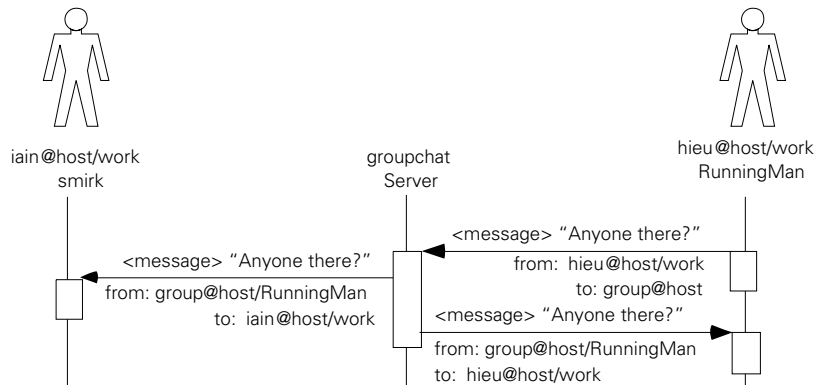 iain@host/work
smirk
groupchat
Server
hieu@host/work
RunningMan
<message> “Anyone there?”
from: hieu@host/work
to: group@host
<message> “Anyone there?”
from: group@host/RunningMan
to: iain@host/work
<message> “Anyone there?”
from: group@host/RunningMan
to: hieu@host/work